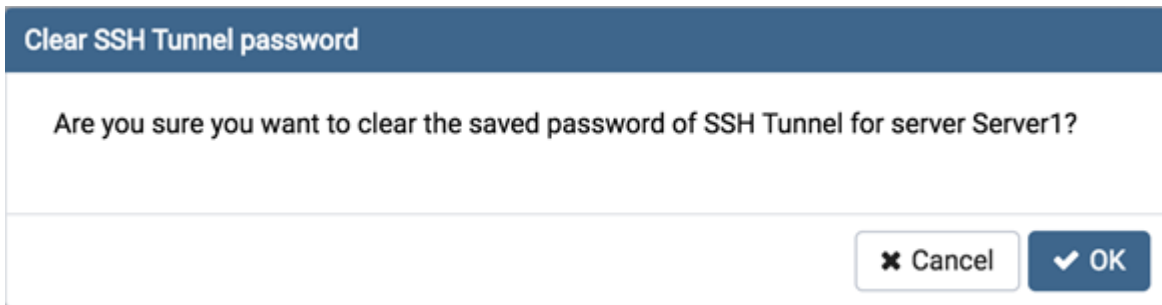 Clear SSH Tunnel password
Are you sure you want to clear the saved password of SSH Tunnel for server Server1?
Cancel
OK